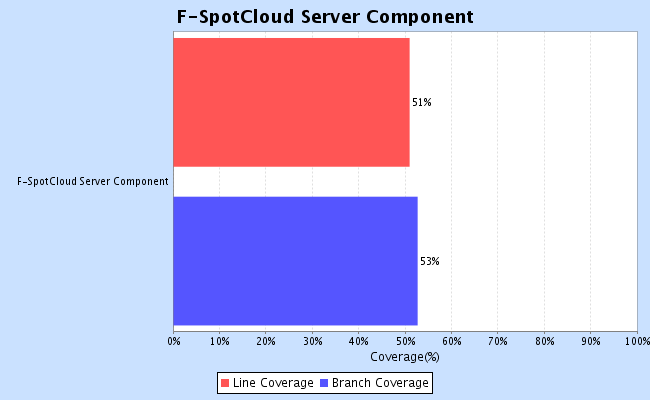 F-SpotCloud Server Component
51%
F-SpotCloud Server Component
53%
0% 10% 20% 30% 40% 50% 60% 70% 80% 90% 100%
Coverage(%)
Line Coverage Branch Coverage